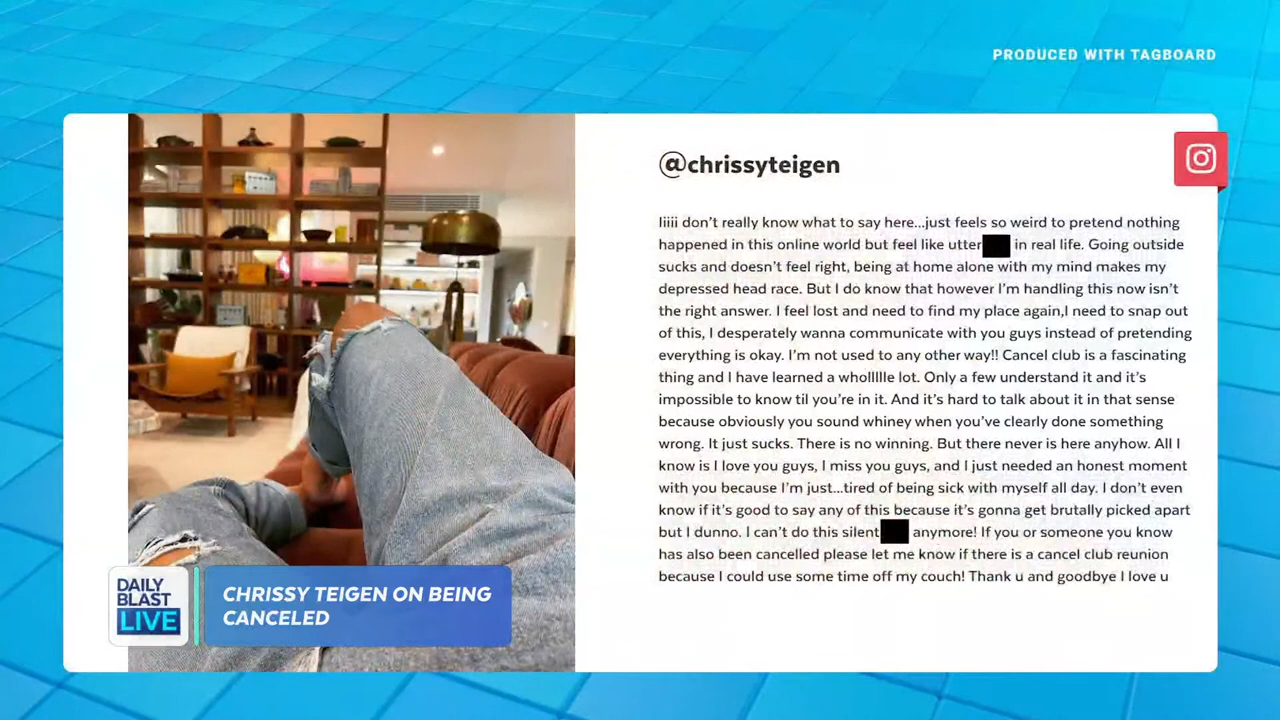 PRODUCED WITH TAGBOARD
@chrissyteigen
Iiiii don't really know what to say here...just feels so weird to pretend nothing
happened in this online world but feel like utter in real life. Going outside
sucks and doesn't feel right, being at home alone with my mind makes my
depressed head race. But I do know that however I'm handling this now isn't
the right answer. I feel lost and need to find my place again,I need to snap out
of this, I desperately wanna communicate with you guys instead of pretending
everything is okay. I'm not used to any other way!! Cancel club is a fascinating
thing and I have learned a whollllle lot. Only a few understand it and it's
impossible to know til you're in it. And it's hard to talk about it in that sense
because obviously you sound whiney when you've clearly done something
wrong. It just sucks. There is no winning. But there never is here anyhow. All I
know is I love you guys, I miss you guys, and I just needed an honest moment
with you because I'm just...tired of being sick with myself all day. I don't even
know if it's good to say any of this because it's gonna get brutally picked apart
but I dunno. I can't do this silent anymore! If you or someone you know
has also been cancelled please let me know if there is a cancel club reunion
because I could use some time off my couch! Thank u and goodbye I love u
DAILY
BLAST
LIVE
CHRISSY TEIGEN ON BEING
CANCELED